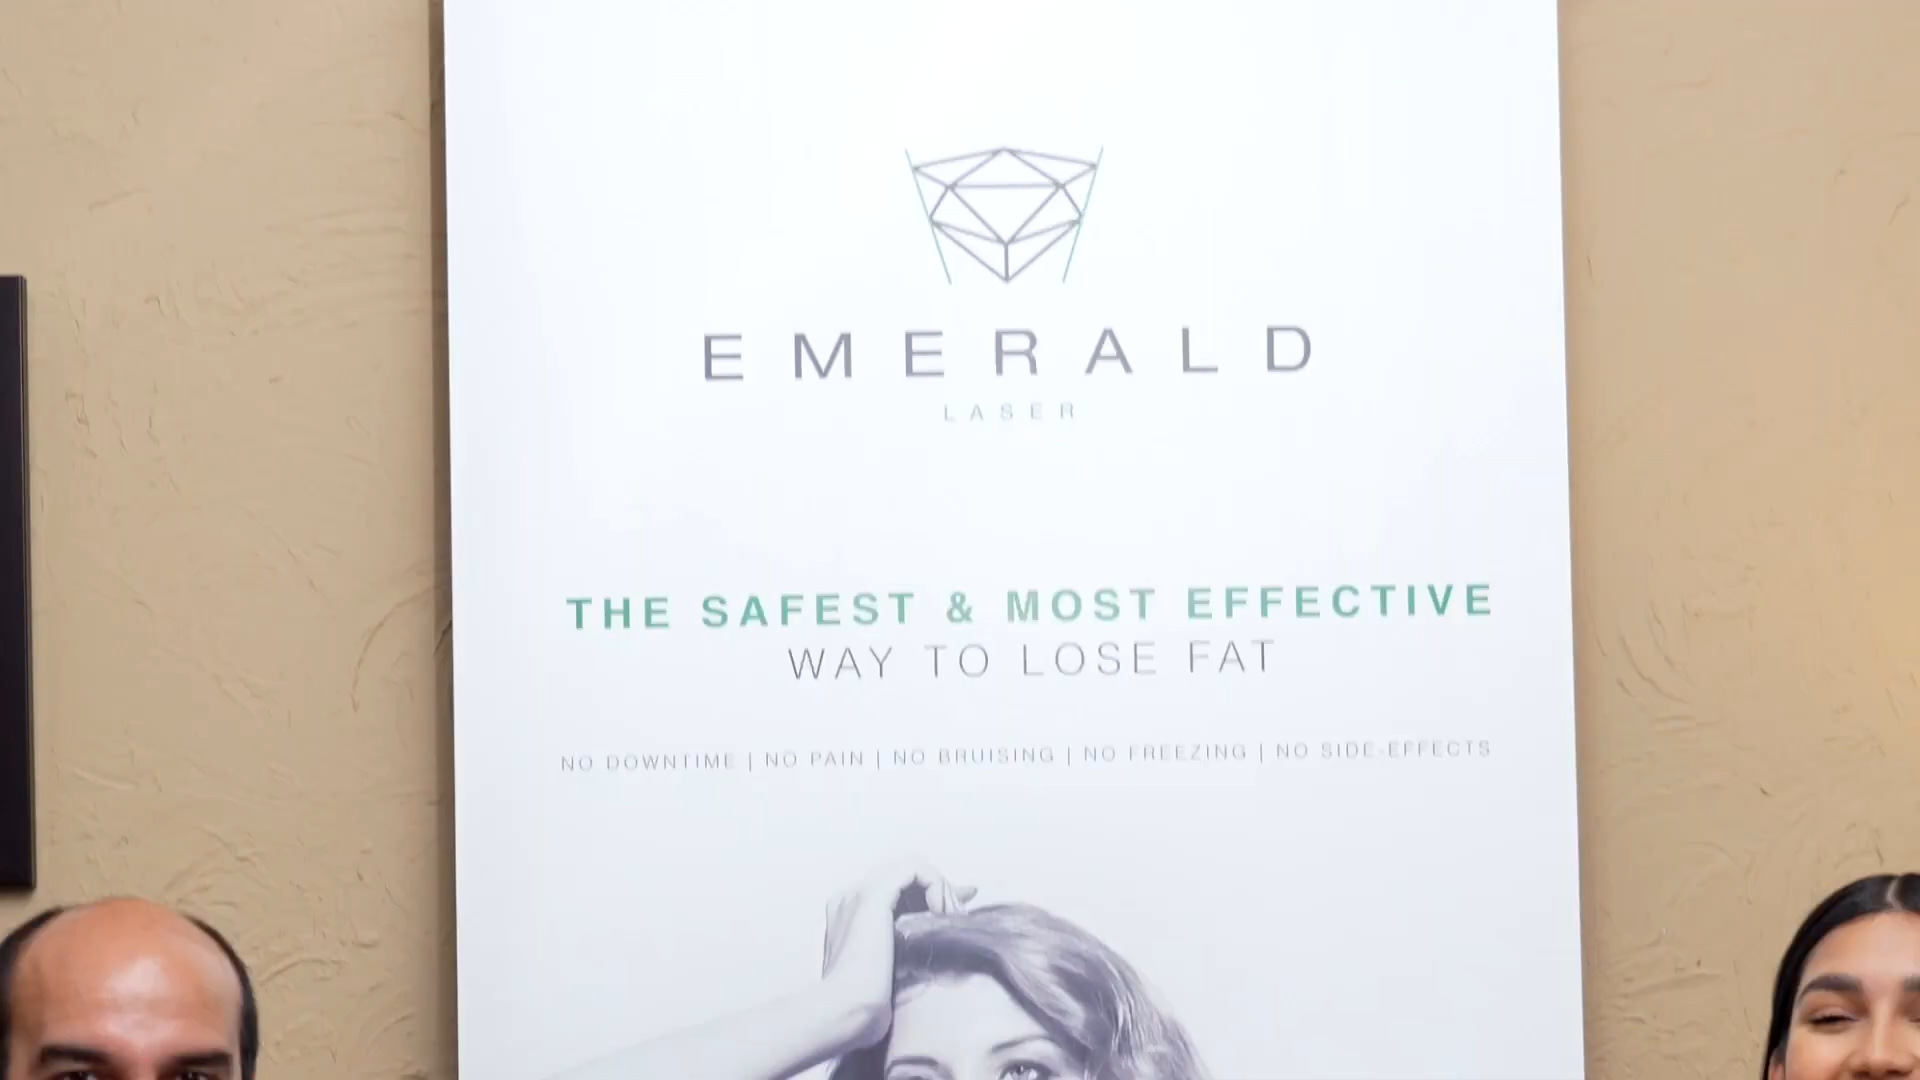 EMERALD
LASER
THE SAFEST & MOST EFFECTIVE
WAY TO LOSE FAT
NO DOWNTIME | NO PAIN | NO BRUISING | NO FREEZING | NO SIDE-EFFECTS